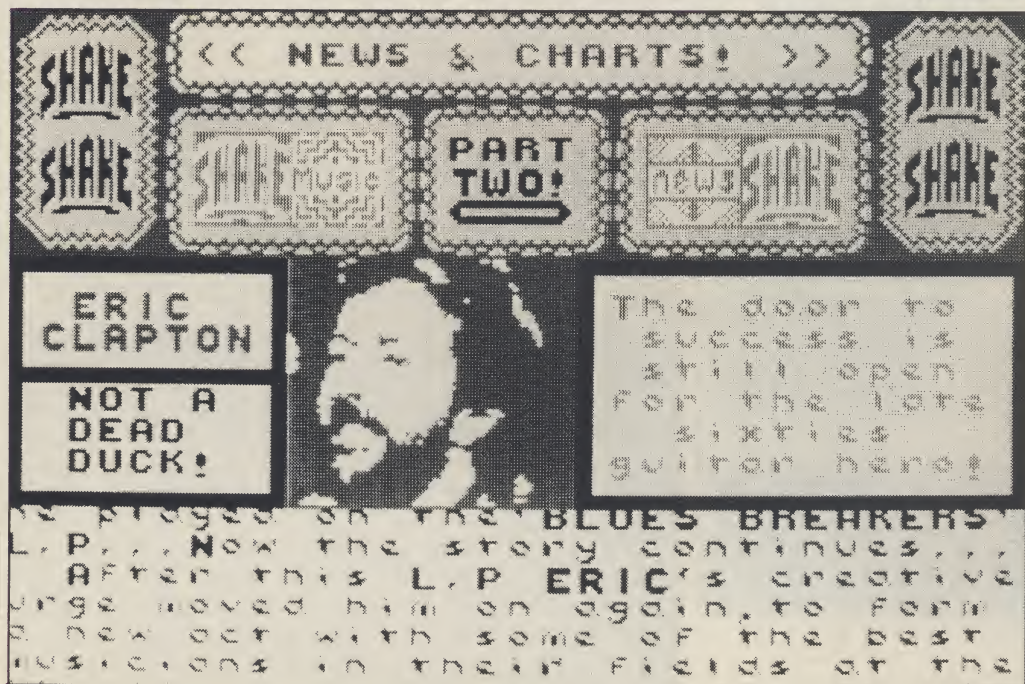 << NEWS & CHARTS! >>
SHAKE
SHAKE
SHAKE Music
PART
TWO!
news SHAKE
SHAKE
SHAKE
ERIC
CLAPTON
NOT A
DEAD
DUCK!
The door to
success is
still open
for the late
sixties
guitar hero!
he played on the 'BLUES BREAKERS'
L.P... Now the story continues...
After this L.P ERIC's creative
urge moved him on again, to form
a new act with some of the best
musicians in their fields at the